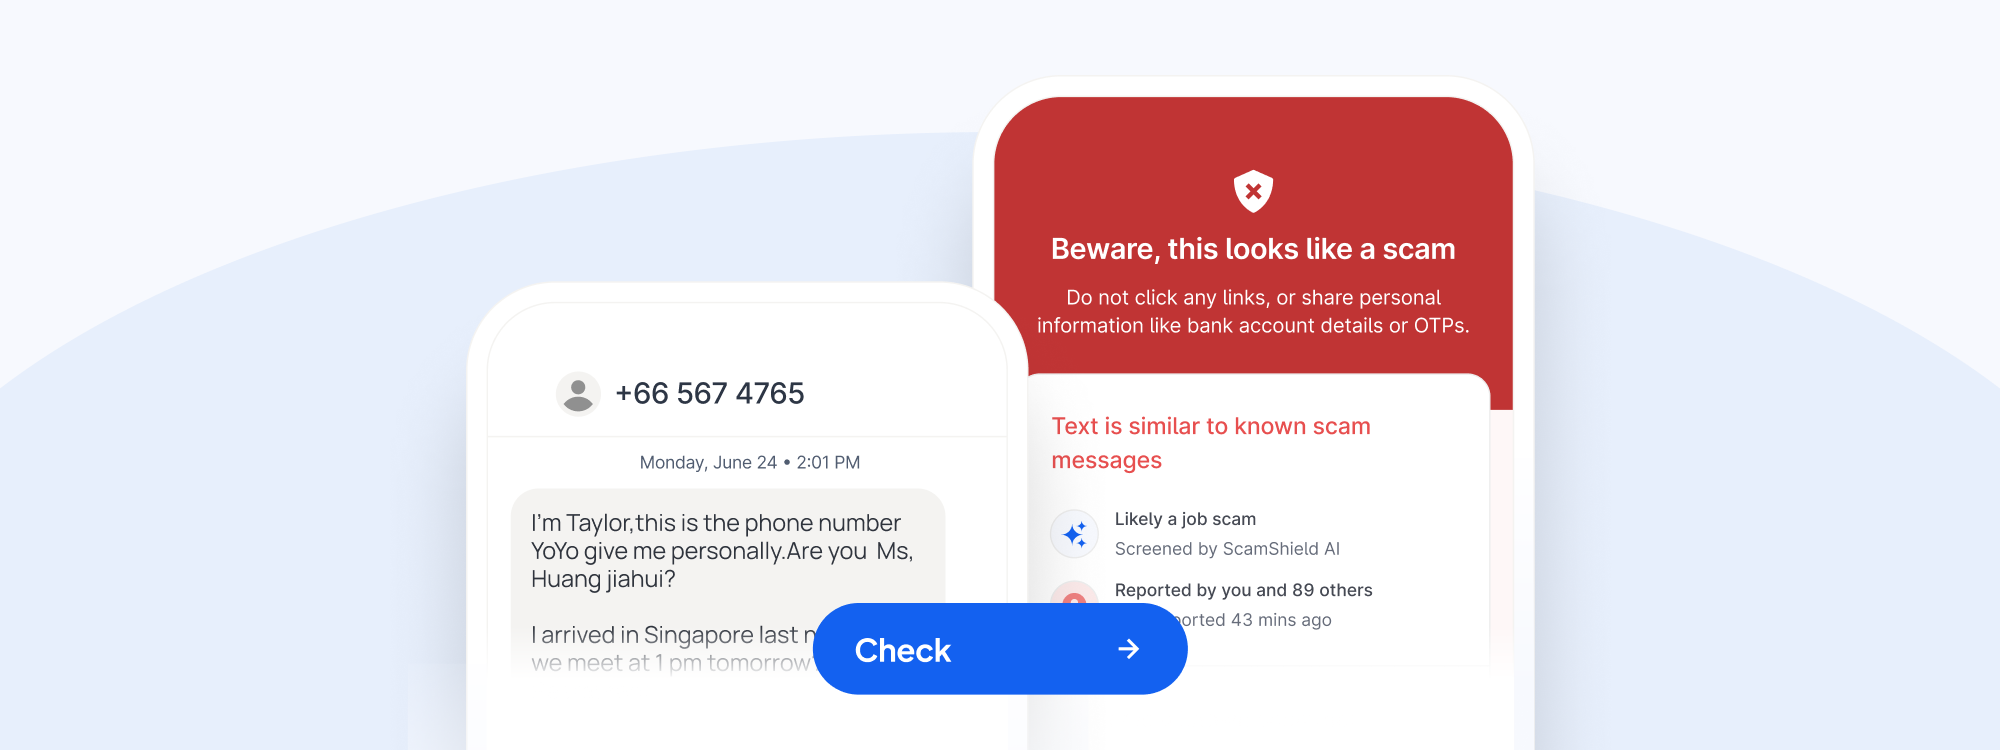 +66 567 4765
Monday, June 24 • 2:01 PM
I'm Taylor,this is the phone number
YoYo give me personally.Are you  Ms,
Huang jiahui?
I arrived in Singapore last
we meet at 1 pm tomorrow
Check
Beware, this looks like a scam
Do not click any links, or share personal
information like bank account details or OTPs.
Text is similar to known scam
messages
Likely a job scam
Screened by ScamShield AI
Reported by you and 89 others
43 mins ago